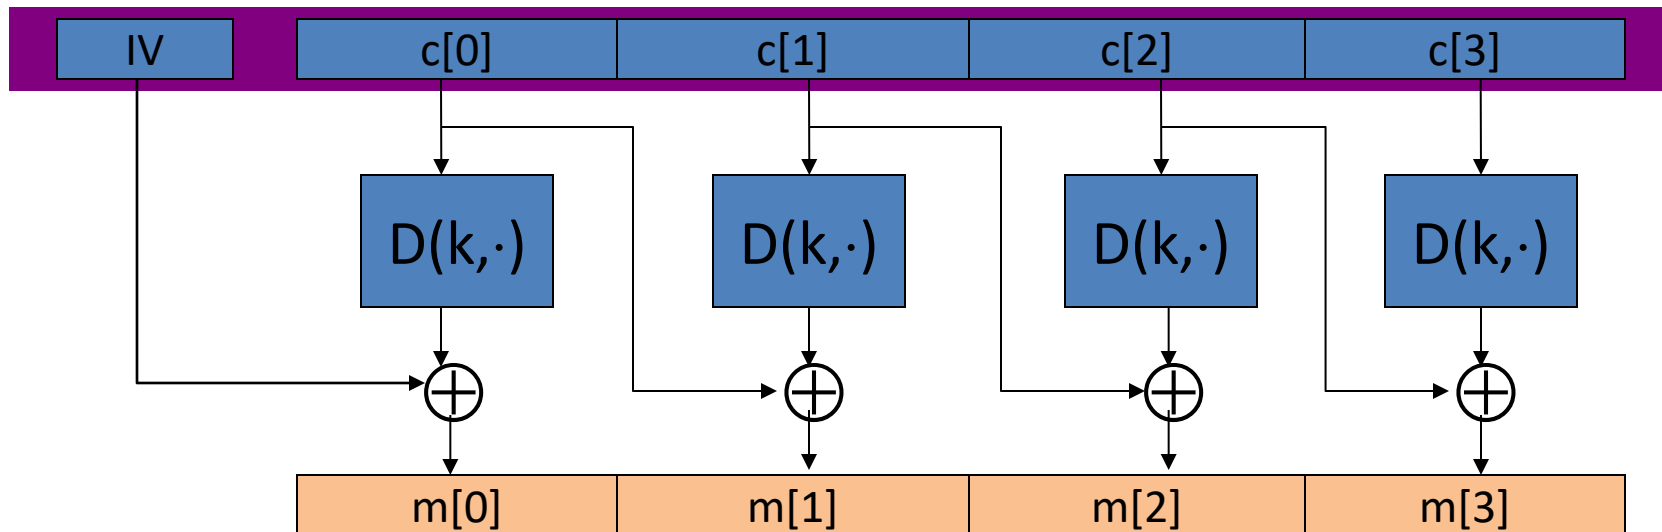 IV c[0] c[1] c[2] c[3]
D(k,·) D(k,·) D(k,·) D(k,·)
m[0] m[1] m[2] m[3]